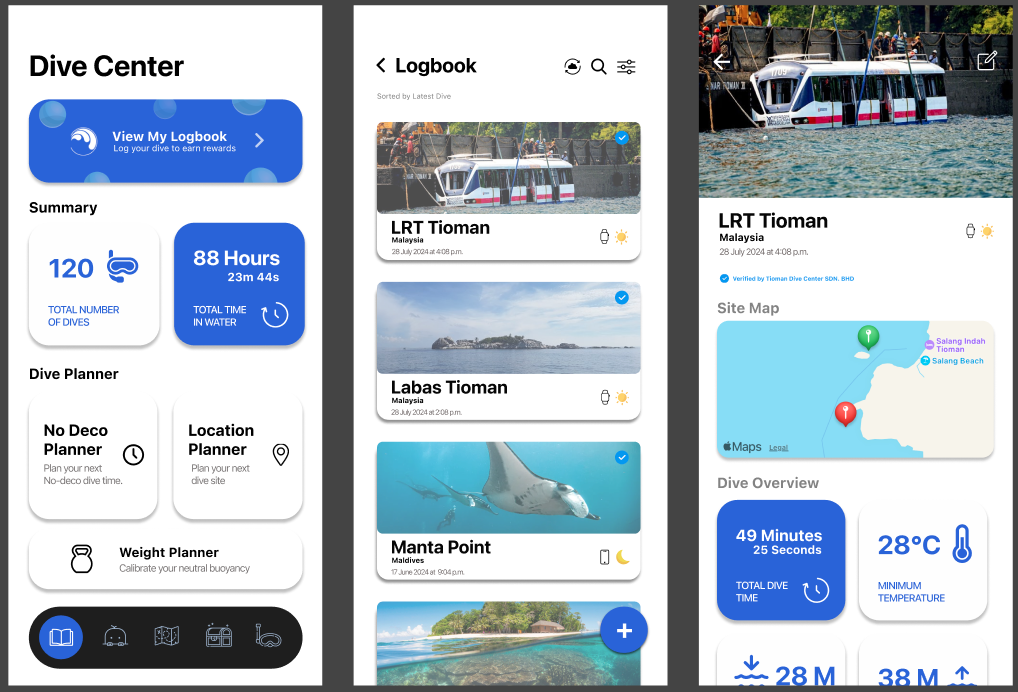 Dive Center
View My Logbook
Log your dive to earn rewards
Summary
120
TOTAL NUMBER
OF DIVES
88 Hours
23m 44s
TOTAL TIME
IN WATER
Dive Planner
No Deco
Planner
Plan your next
No-deco dive time.
Location
Planner
Plan your next
dive site
Weight Planner
Calibrate your neutral buoyancy
Logbook
Sorted by Latest Dive
LRT Tioman
Malaysia
28 July 2024 at 4:08 p.m.
Labas Tioman
Malaysia
28 July 2024 at 2:08 p.m.
Manta Point
Maldives
17 June 2024 at 9:04 p.m.
+
1709
LRT Tioman
Malaysia
28 July 2024 at 4:08 p.m.
Verified by Tioman Dive Center SDN. BHD
Site Map
Salang Indah
Tioman
Salang Beach
Maps
Legal
Dive Overview
49 Minutes
25 Seconds
TOTAL DIVE
TIME
28°C
MINIMUM
TEMPERATURE
28 M
38 M